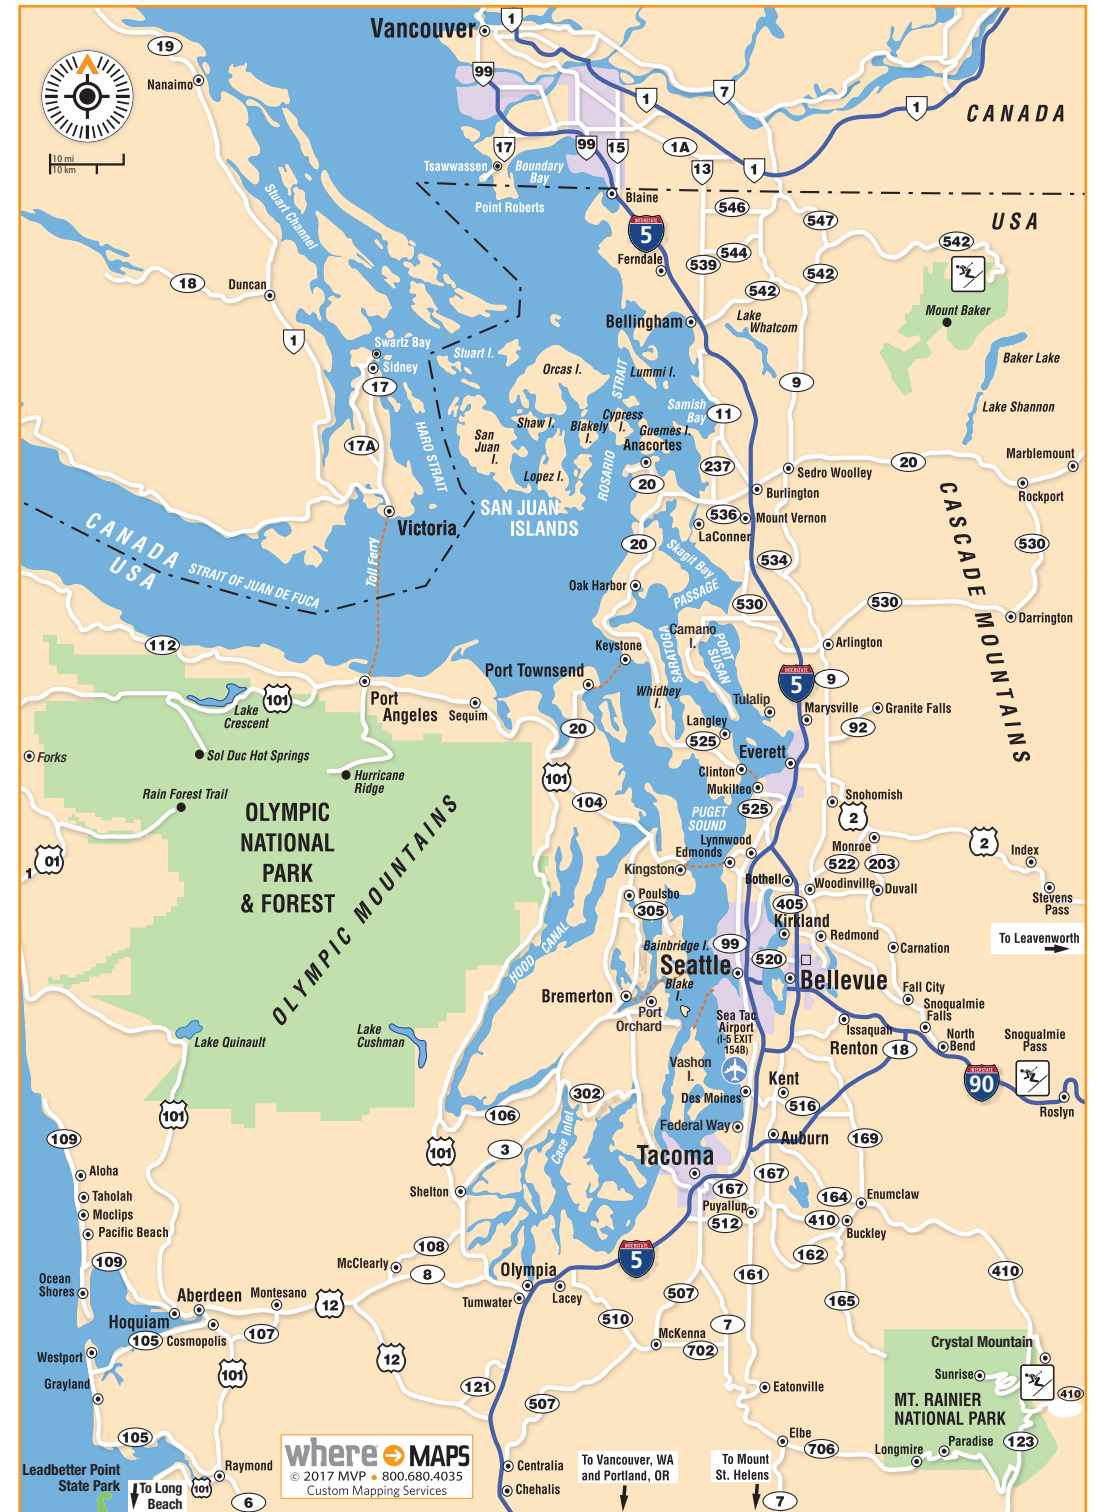 Vancouver
1
99
19
Nanaimo
7
1
1
CANADA
10 mi
10 km
17
99
15
1A
13
1
Tsawwassen
Boundary
Bay
Point Roberts
Blaine
Stuart Channel
546
547
USA
INTERSTATE
5
544
542
Ferndale
539
542
18
Duncan
542
Mount Baker
Bellingham
Lake
Whatcom
1
Swartz Bay
Stuart I.
Sidney
Orcas I.
Lummi I.
STRAIT
Baker Lake
17
9
Lake Shannon
Samish
Bay
11
Cypress
I.
Shaw I.
Blakely
I.
Guemes I.
San
Juan
I.
Anacortes
17A
HARO STRAIT
Lopez I.
ROSARIO
237
Sedro Woolley
20
Marblemount
20
Burlington
Rockport
CASCADE MOUNTAINS
SAN JUAN
ISLANDS
536
Mount Vernon
Victoria
LaConner
CANADA
USA
STRAIT OF JUAN DE FUCA
Toll Ferry
20
Skagit Bay
534
530
Oak Harbor
PASSAGE
530
530
Darrington
SARATOGA
Camano
I.
PORT
SUSAN
112
Keystone
Arlington
Port Townsend
INTERSTATE
5
9
101
Port
Angeles
Sequim
Whidbey
I.
Tulalip
Marysville
Granite Falls
Lake
Crescent
20
Langley
92
525
Forks
Sol Duc Hot Springs
Everett
Hurricane
Ridge
101
Clinton
Mukilteo
Rain Forest Trail
104
525
Snohomish
PUGET
SOUND
2
OLYMPIC
NATIONAL
PARK
& FOREST
OLYMPIC MOUNTAINS
Lynnwood
Edmonds
Monroe
2
Index
1
01
Kingston
522
203
Bothell
Woodinville
Duvall
Stevens
Pass
Poulsbo
305
405
Kirkland
To Leavenworth
HOOD CANAL
Bainbridge I.
99
Redmond
Carnation
Seattle
520
Bellevue
Blake
I.
Bremerton
Port
Orchard
Fall City
Snoqualmie
Falls
Sea Tac
Airport
(I-5 EXIT
154B)
Issaquah
North
Bend
Snoqualmie
Pass
Lake Quinault
Lake
Cushman
Renton
18
Vashon
I.
INTERSTATE
90
Kent
302
Des Moines
516
Roslyn
101
106
Case Inlet
Federal Way
Auburn
169
109
101
3
Tacoma
Aloha
Shelton
167
167
Taholah
164
Enumclaw
Moclips
Puyallup
Pacific Beach
512
410
Buckley
108
INTERSTATE
5
162
109
McClearly
410
8
Olympia
161
Ocean
Shores
Aberdeen
Montesano
12
Tumwater
Lacey
507
165
Hoquiam
510
7
105
Cosmopolis
107
McKenna
702
Crystal Mountain
Westport
12
Sunrise
101
Grayland
121
Eatonville
410
507
MT. RAINIER
NATIONAL PARK
105
Elbe
123
Paradise
706
Longmire
Leadbetter Point
State Park
Raymond
where MAPS
© 2017 MVP • 800.680.4035
Custom Mapping Services
Centralia
To Vancouver, WA
and Portland, OR
To Mount
St. Helens
To Long
Beach
101
6
Chehalis
7